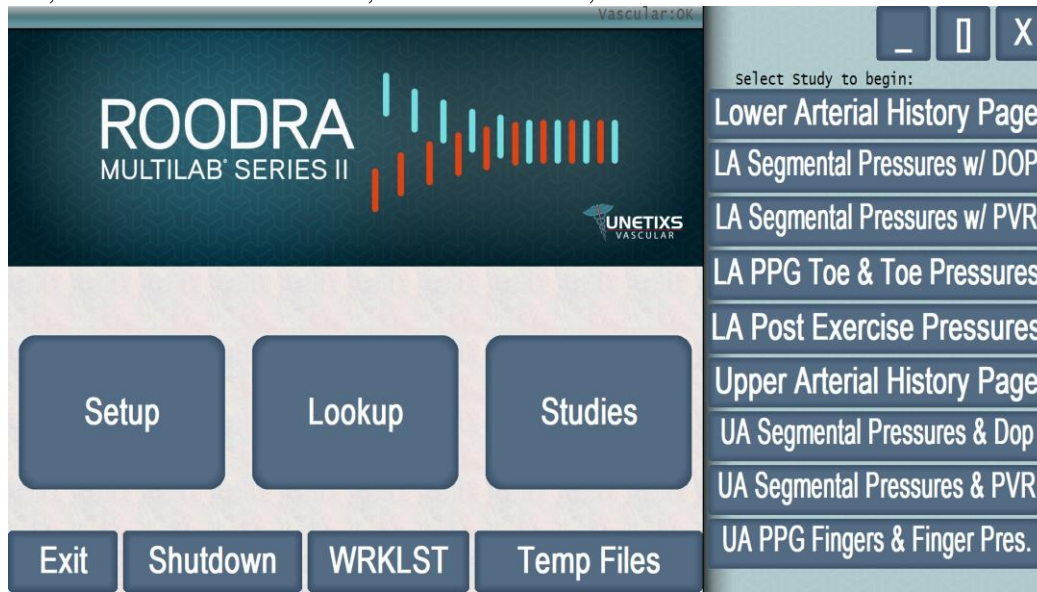 Vascular:OK
_ [] X
ROODRA
MULTILAB® SERIES II
UNETIXS
VASCULAR
Setup
Lookup
Studies
Exit
Shutdown
WRKLST
Temp Files
Select Study to begin:
Lower Arterial History Page
LA Segmental Pressures w/ DOP
LA Segmental Pressures w/ PVR
LA PPG Toe & Toe Pressures
LA Post Exercise Pressures
Upper Arterial History Page
UA Segmental Pressures & Dop
UA Segmental Pressures & PVR
UA PPG Fingers & Finger Pres.